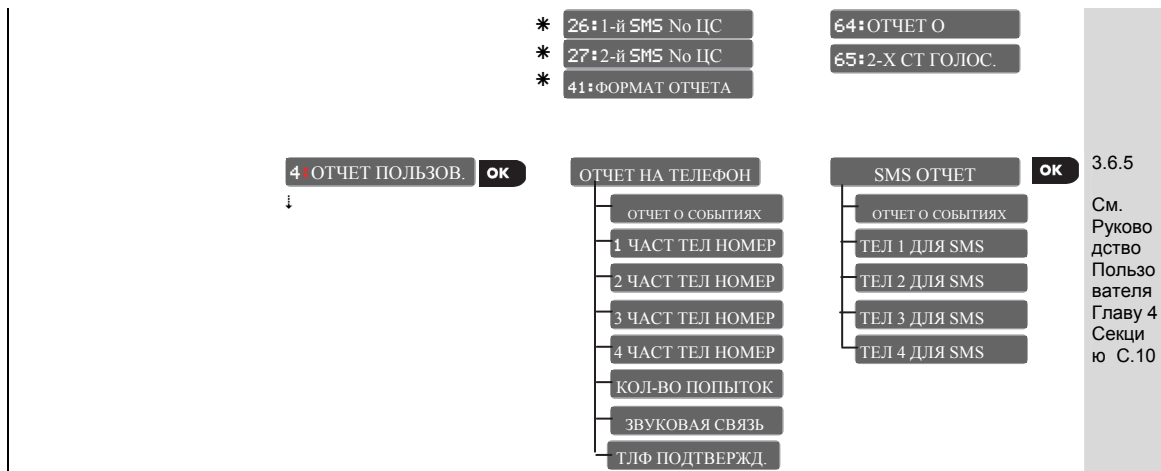 * 26:1-й SMS No ЦС
* 27:2-й SMS No ЦС
* 41:ФОРМАТ ОТЧЕТА
64:ОТЧЕТ О
65:2-Х СТ ГОЛОС.
4:ОТЧЕТ ПОЛЬЗОВ. OK
ОТЧЕТ НА ТЕЛЕФОН
ОТЧЕТ О СОБЫТИЯХ
1 ЧАСТ ТЕЛ НОМЕР
2 ЧАСТ ТЕЛ НОМЕР
3 ЧАСТ ТЕЛ НОМЕР
4 ЧАСТ ТЕЛ НОМЕР
КОЛ-ВО ПОПЫТОК
ЗВУКОВАЯ СВЯЗЬ
ТЛФ ПОДТВЕРЖД.
SMS ОТЧЕТ OK
ОТЧЕТ О СОБЫТИЯХ
ТЕЛ 1 ДЛЯ SMS
ТЕЛ 2 ДЛЯ SMS
ТЕЛ 3 ДЛЯ SMS
ТЕЛ 4 ДЛЯ SMS
3.6.5
См.
Руково
дство
Пользо
вателя
Главу 4
Секци
ю С.10